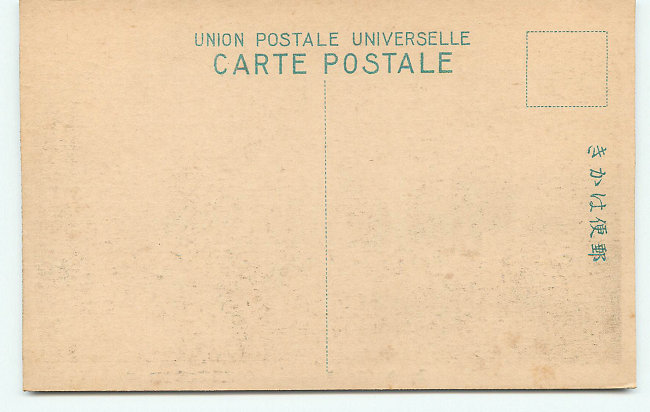 UNION POSTALE UNIVERSELLE
CARTE POSTALE
郵便はかき